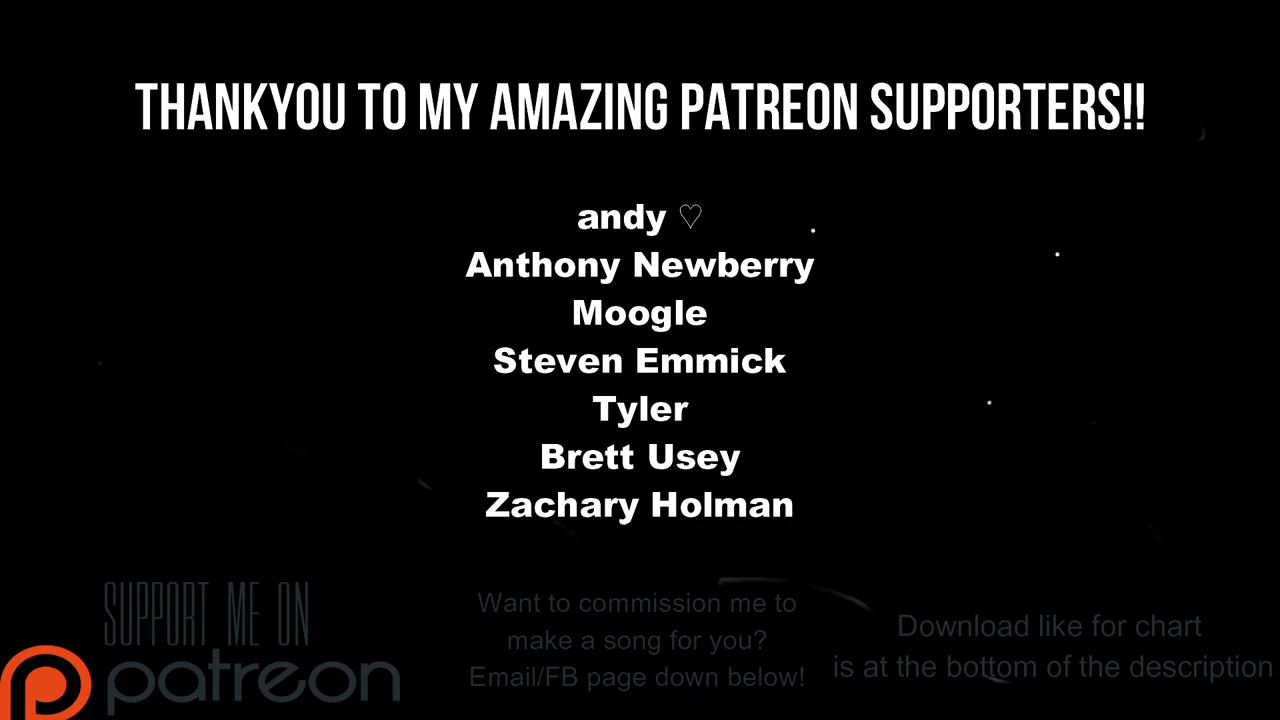 THANKYOU TO MY AMAZING PATREON SUPPORTERS!!
andy ♡
Anthony Newberry
Moogle
Steven Emmick
Tyler
Brett Usey
Zachary Holman
SUPPORT ME ON
patreon
Want to commission me to
make a song for you?
Email/FB page down below!
Download like for chart
is at the bottom of the description